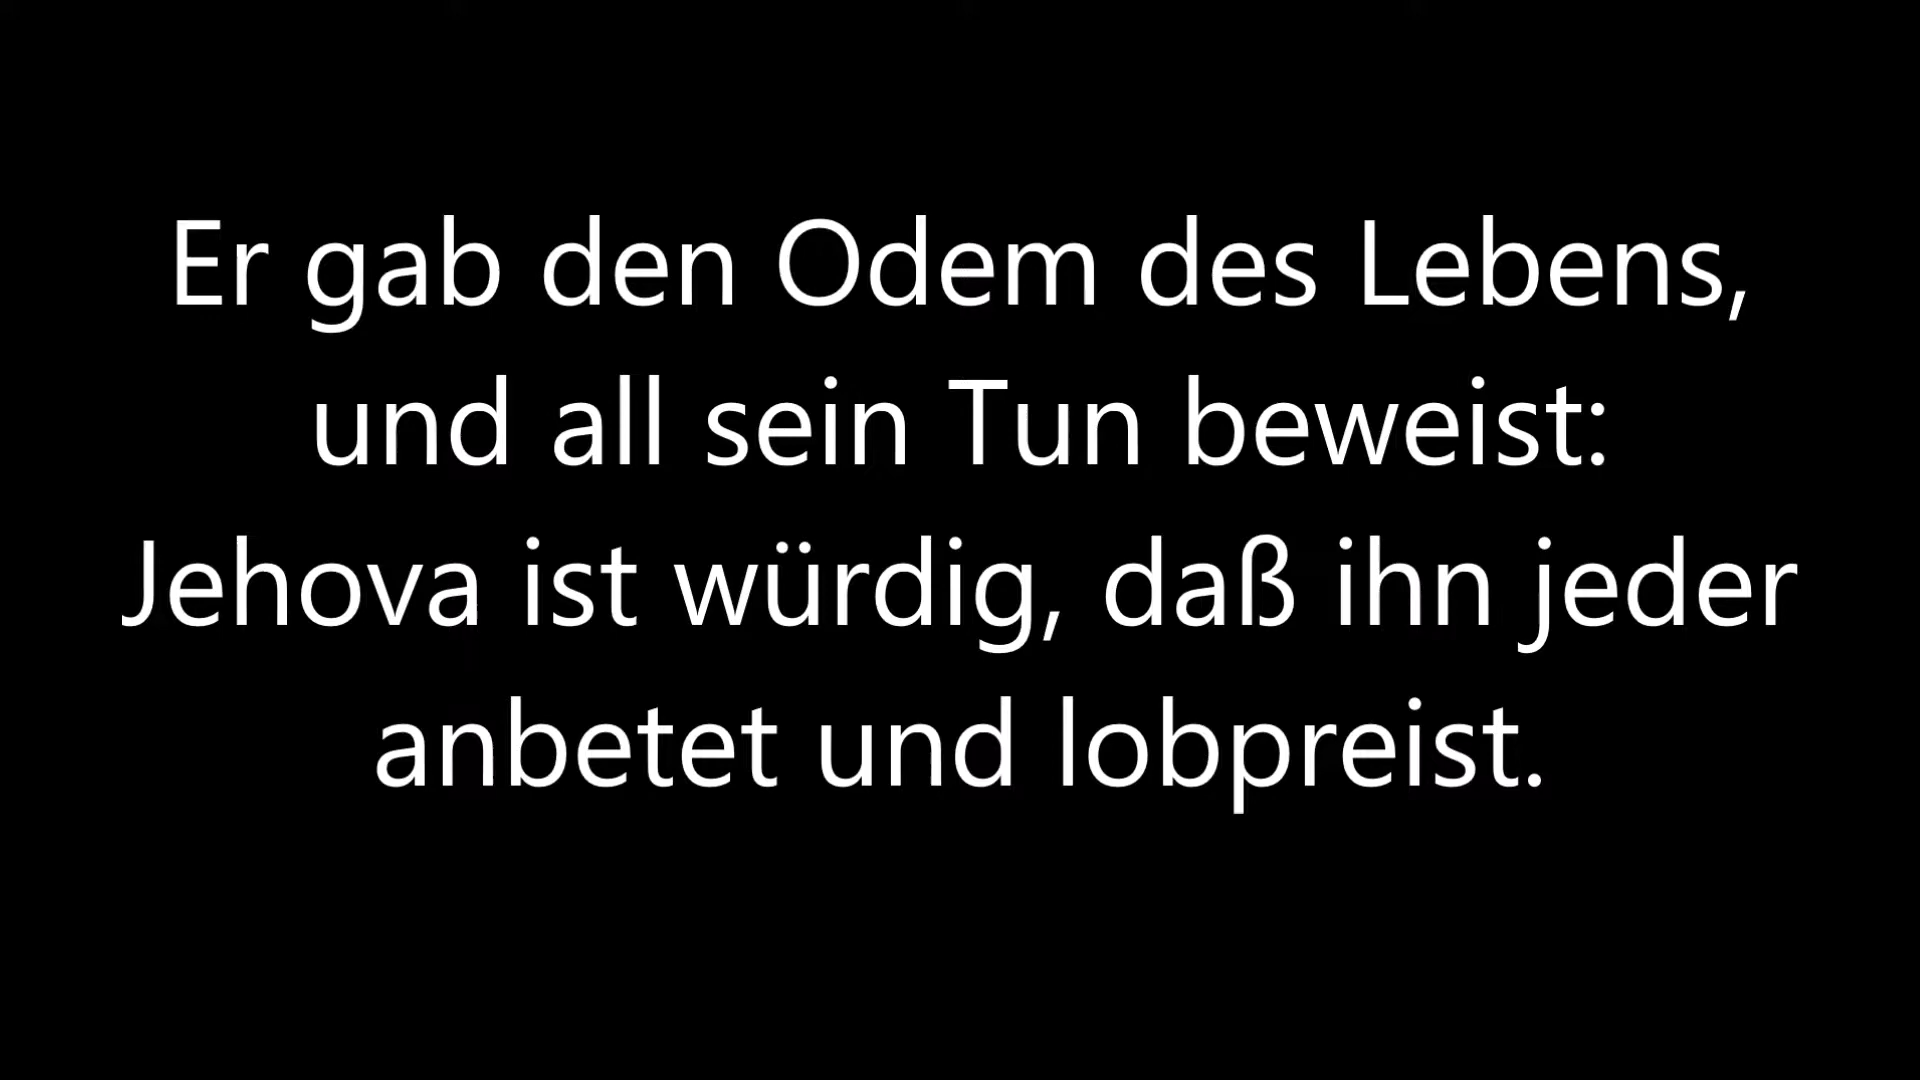 Er gab den Odem des Lebens,
und all sein Tun beweist:
Jehova ist würdig, daß ihn jeder
anbetet und lobpreist.